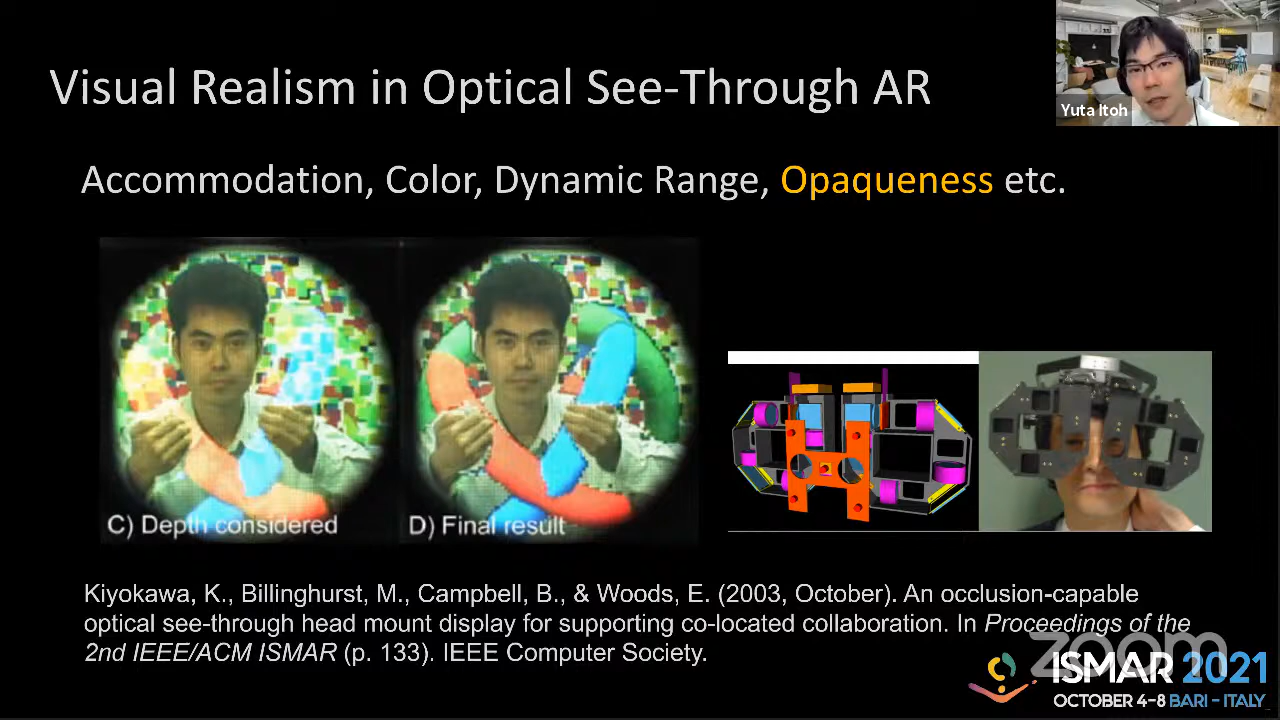 Visual Realism in Optical See-Through AR
Yuta Itoh
Accommodation, Color, Dynamic Range, Opaqueness etc.
C) Depth considered
D) Final result
Kiyokawa, K., Billinghurst, M., Campbell, B., & Woods, E. (2003, October). An occlusion-capable
optical see-through head mount display for supporting co-located collaboration. In Proceedings of the
2nd IEEE/ACM ISMAR (p. 133). IEEE Computer Society.
zoom
ISMAR 2021
OCTOBER 4-8 BARI - ITALY